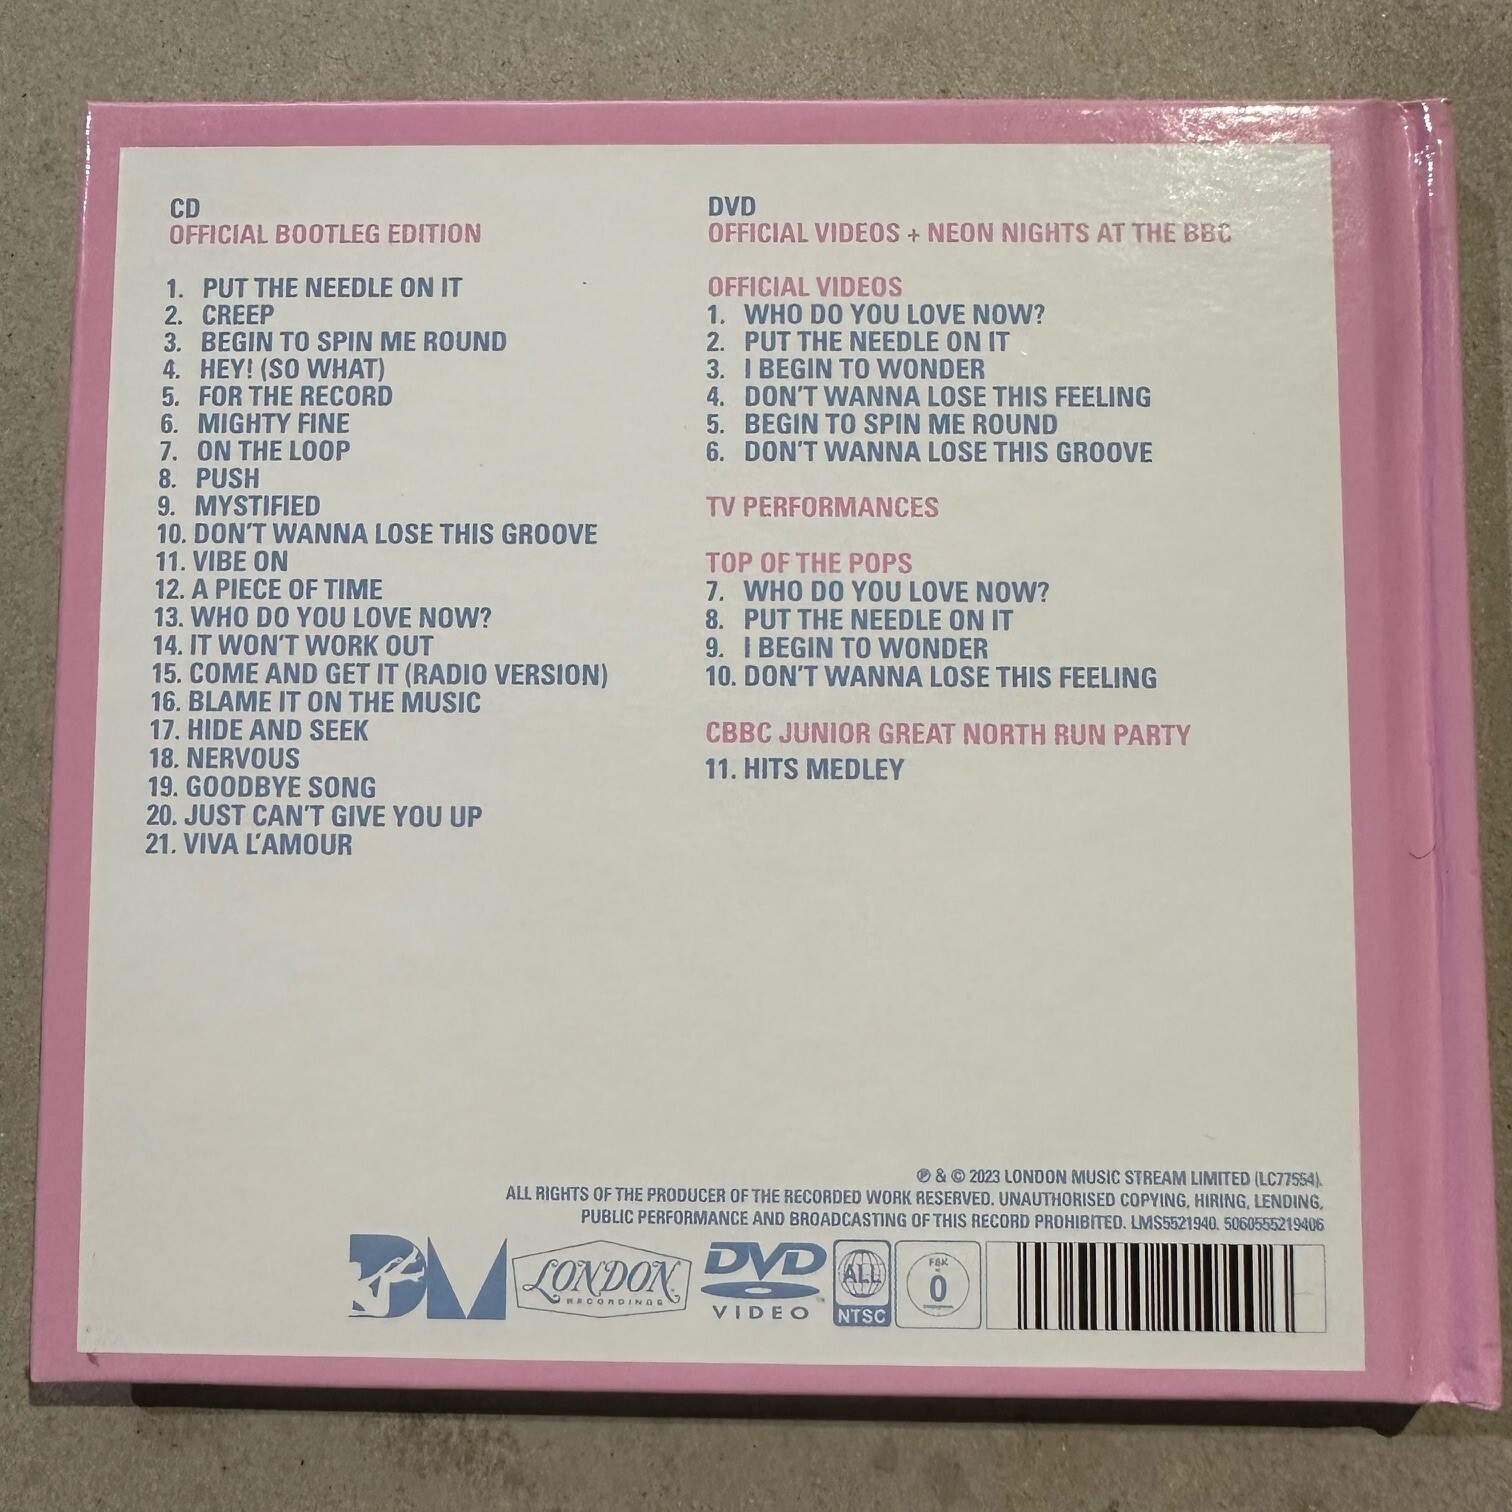 CD
OFFICIAL BOOTLEG EDITION
1. PUT THE NEEDLE ON IT
2. CREEP
3. BEGIN TO SPIN ME ROUND
4. HEY! (SO WHAT)
5. FOR THE RECORD
6. MIGHTY FINE
7. ON THE LOOP
8. PUSH
9. MYSTIFIED
10. DON'T WANNA LOSE THIS GROOVE
11. VIBE ON
12. A PIECE OF TIME
13. WHO DO YOU LOVE NOW?
14. IT WON'T WORK OUT
15. COME AND GET IT (RADIO VERSION)
16. BLAME IT ON THE MUSIC
17. HIDE AND SEEK
18. NERVOUS
19. GOODBYE SONG
20. JUST CAN'T GIVE YOU UP
21. VIVA L'AMOUR
DVD
OFFICIAL VIDEOS + NEON NIGHTS AT THE BBC
OFFICIAL VIDEOS
1. WHO DO YOU LOVE NOW?
2. PUT THE NEEDLE ON IT
3. I BEGIN TO WONDER
4. DON'T WANNA LOSE THIS FEELING
5. BEGIN TO SPIN ME ROUND
6. DON'T WANNA LOSE THIS GROOVE
TV PERFORMANCES
TOP OF THE POPS
7. WHO DO YOU LOVE NOW?
8. PUT THE NEEDLE ON IT
9. I BEGIN TO WONDER
10. DON'T WANNA LOSE THIS FEELING
CBBC JUNIOR GREAT NORTH RUN PARTY
11. HITS MEDLEY
℗ & © 2023 LONDON MUSIC STREAM LIMITED (LC77554).
ALL RIGHTS OF THE PRODUCER OF THE RECORDED WORK RESERVED. UNAUTHORISED COPYING, HIRING, LENDING,
PUBLIC PERFORMANCE AND BROADCASTING OF THIS RECORD PROHIBITED. LMS5521940. 5060555219406
DM
LONDON
RECORDINGS
DVD
VIDEO
ALL
NTSC
FSK
0